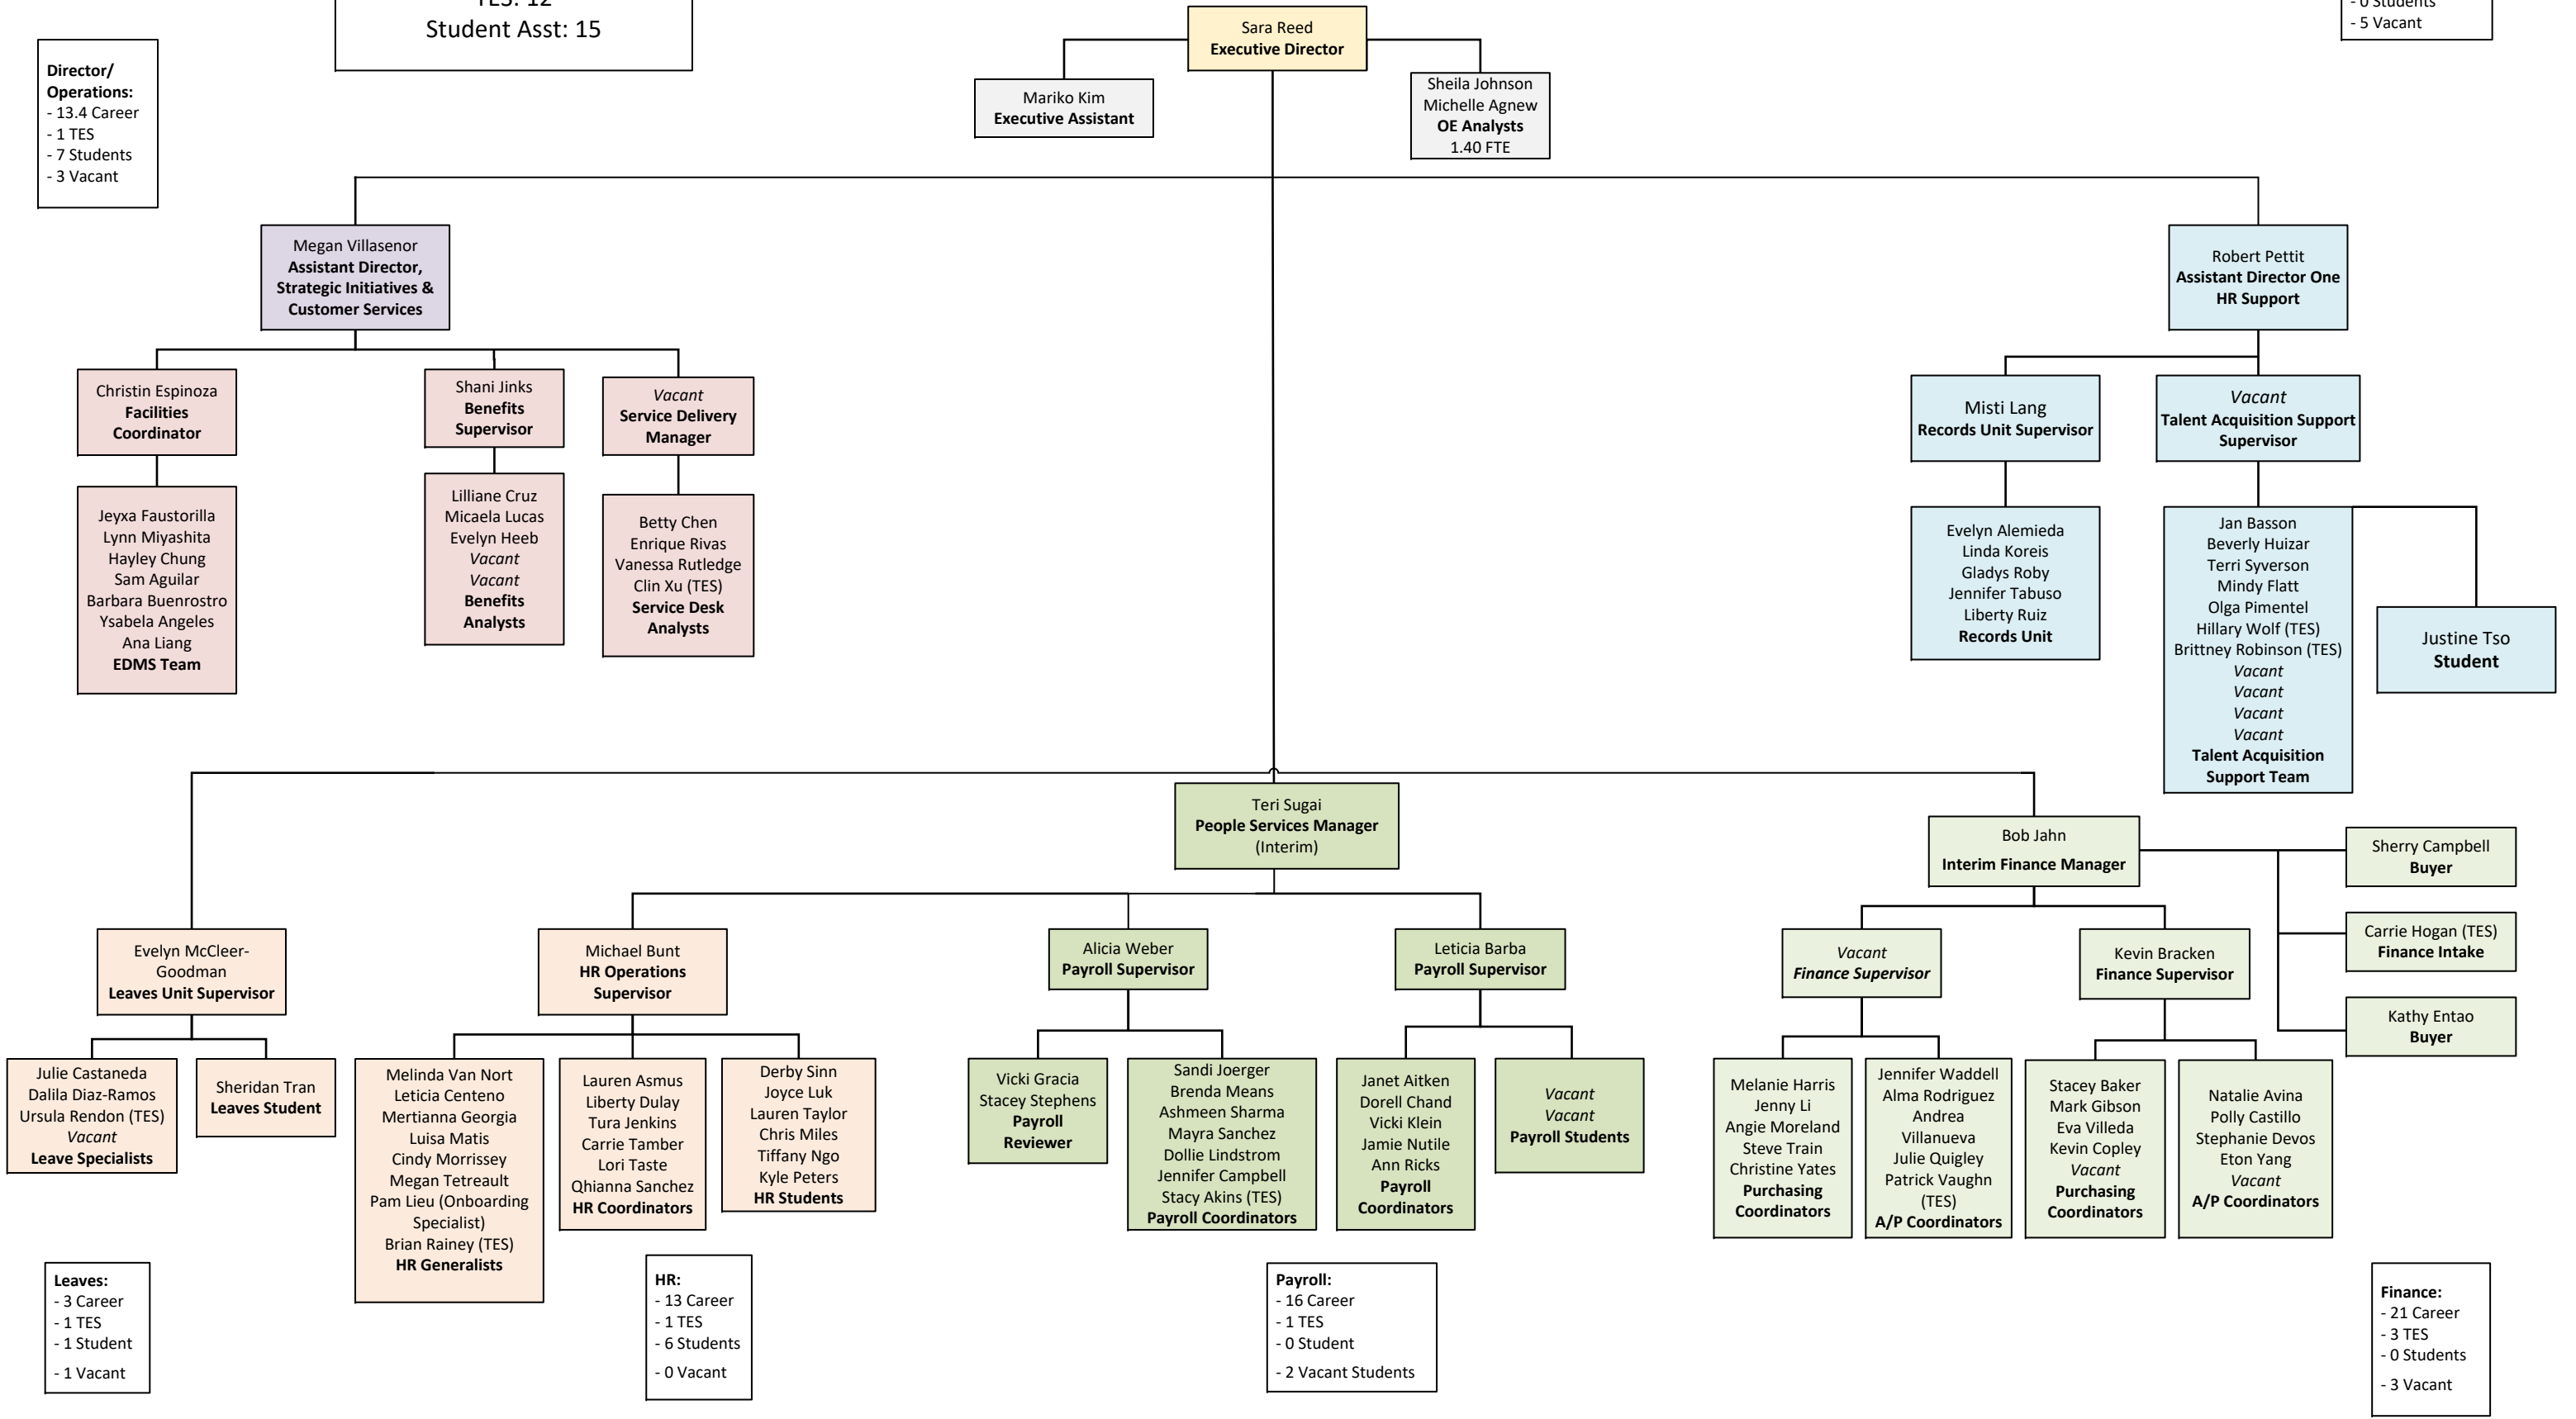 TES: 12
Student Asst: 15
- 0 Students
- 5 Vacant
Director/
Operations:
- 13.4 Career
- 1 TES
- 7 Students
- 3 Vacant
Sara Reed
Executive Director
Mariko Kim
Executive Assistant
Sheila Johnson
Michelle Agnew
OE Analysts
1.40 FTE
Megan Villasenor
Assistant Director,
Strategic Initiatives &
Customer Services
Robert Pettit
Assistant Director One
HR Support
Christin Espinoza
Facilities
Coordinator
Shani Jinks
Benefits
Supervisor
Vacant
Service Delivery
Manager
Misti Lang
Records Unit Supervisor
Vacant
Talent Acquisition Support
Supervisor
Jeyxa Faustorilla
Lynn Miyashita
Hayley Chung
Sam Aguilar
Barbara Buenrostro
Ysabela Angeles
Ana Liang
EDMS Team
Lilliane Cruz
Micaela Lucas
Evelyn Heeb
Vacant
Vacant
Benefits
Analysts
Betty Chen
Enrique Rivas
Vanessa Rutledge
Clin Xu (TES)
Service Desk
Analysts
Evelyn Alemieda
Linda Koreis
Gladys Roby
Jennifer Tabuso
Liberty Ruiz
Records Unit
Jan Basson
Beverly Huizar
Terri Syverson
Mindy Flatt
Olga Pimentel
Hillary Wolf (TES)
Brittney Robinson (TES)
Vacant
Vacant
Vacant
Vacant
Talent Acquisition
Support Team
Justine Tso
Student
Teri Sugai
People Services Manager
(Interim)
Bob Jahn
Interim Finance Manager
Sherry Campbell
Buyer
Carrie Hogan (TES)
Finance Intake
Kathy Entao
Buyer
Evelyn McCleer-
Goodman
Leaves Unit Supervisor
Michael Bunt
HR Operations
Supervisor
Alicia Weber
Payroll Supervisor
Leticia Barba
Payroll Supervisor
Vacant
Finance Supervisor
Kevin Bracken
Finance Supervisor
Julie Castaneda
Dalila Diaz-Ramos
Ursula Rendon (TES)
Vacant
Leave Specialists
Sheridan Tran
Leaves Student
Melinda Van Nort
Leticia Centeno
Mertianna Georgia
Luisa Matis
Cindy Morrissey
Megan Tetreault
Pam Lieu (Onboarding
Specialist)
Brian Rainey (TES)
HR Generalists
Lauren Asmus
Liberty Dulay
Tura Jenkins
Carrie Tamber
Lori Taste
Qhianna Sanchez
HR Coordinators
Derby Sinn
Joyce Luk
Lauren Taylor
Chris Miles
Tiffany Ngo
Kyle Peters
HR Students
Vicki Gracia
Stacey Stephens
Payroll
Reviewer
Sandi Joerger
Brenda Means
Ashmeen Sharma
Mayra Sanchez
Dollie Lindstrom
Jennifer Campbell
Stacy Akins (TES)
Payroll Coordinators
Janet Aitken
Dorell Chand
Vicki Klein
Jamie Nutile
Ann Ricks
Payroll
Coordinators
Vacant
Vacant
Payroll Students
Melanie Harris
Jenny Li
Angie Moreland
Steve Train
Christine Yates
Purchasing
Coordinators
Jennifer Waddell
Alma Rodriguez
Andrea
Villanueva
Julie Quigley
Patrick Vaughn
(TES)
A/P Coordinators
Stacey Baker
Mark Gibson
Eva Villeda
Kevin Copley
Vacant
Purchasing
Coordinators
Natalie Avina
Polly Castillo
Stephanie Devos
Eton Yang
Vacant
A/P Coordinators
Leaves:
- 3 Career
- 1 TES
- 1 Student
- 1 Vacant
HR:
- 13 Career
- 1 TES
- 6 Students
- 0 Vacant
Payroll:
- 16 Career
- 1 TES
- 0 Student
- 2 Vacant Students
Finance:
- 21 Career
- 3 TES
- 0 Students
- 3 Vacant